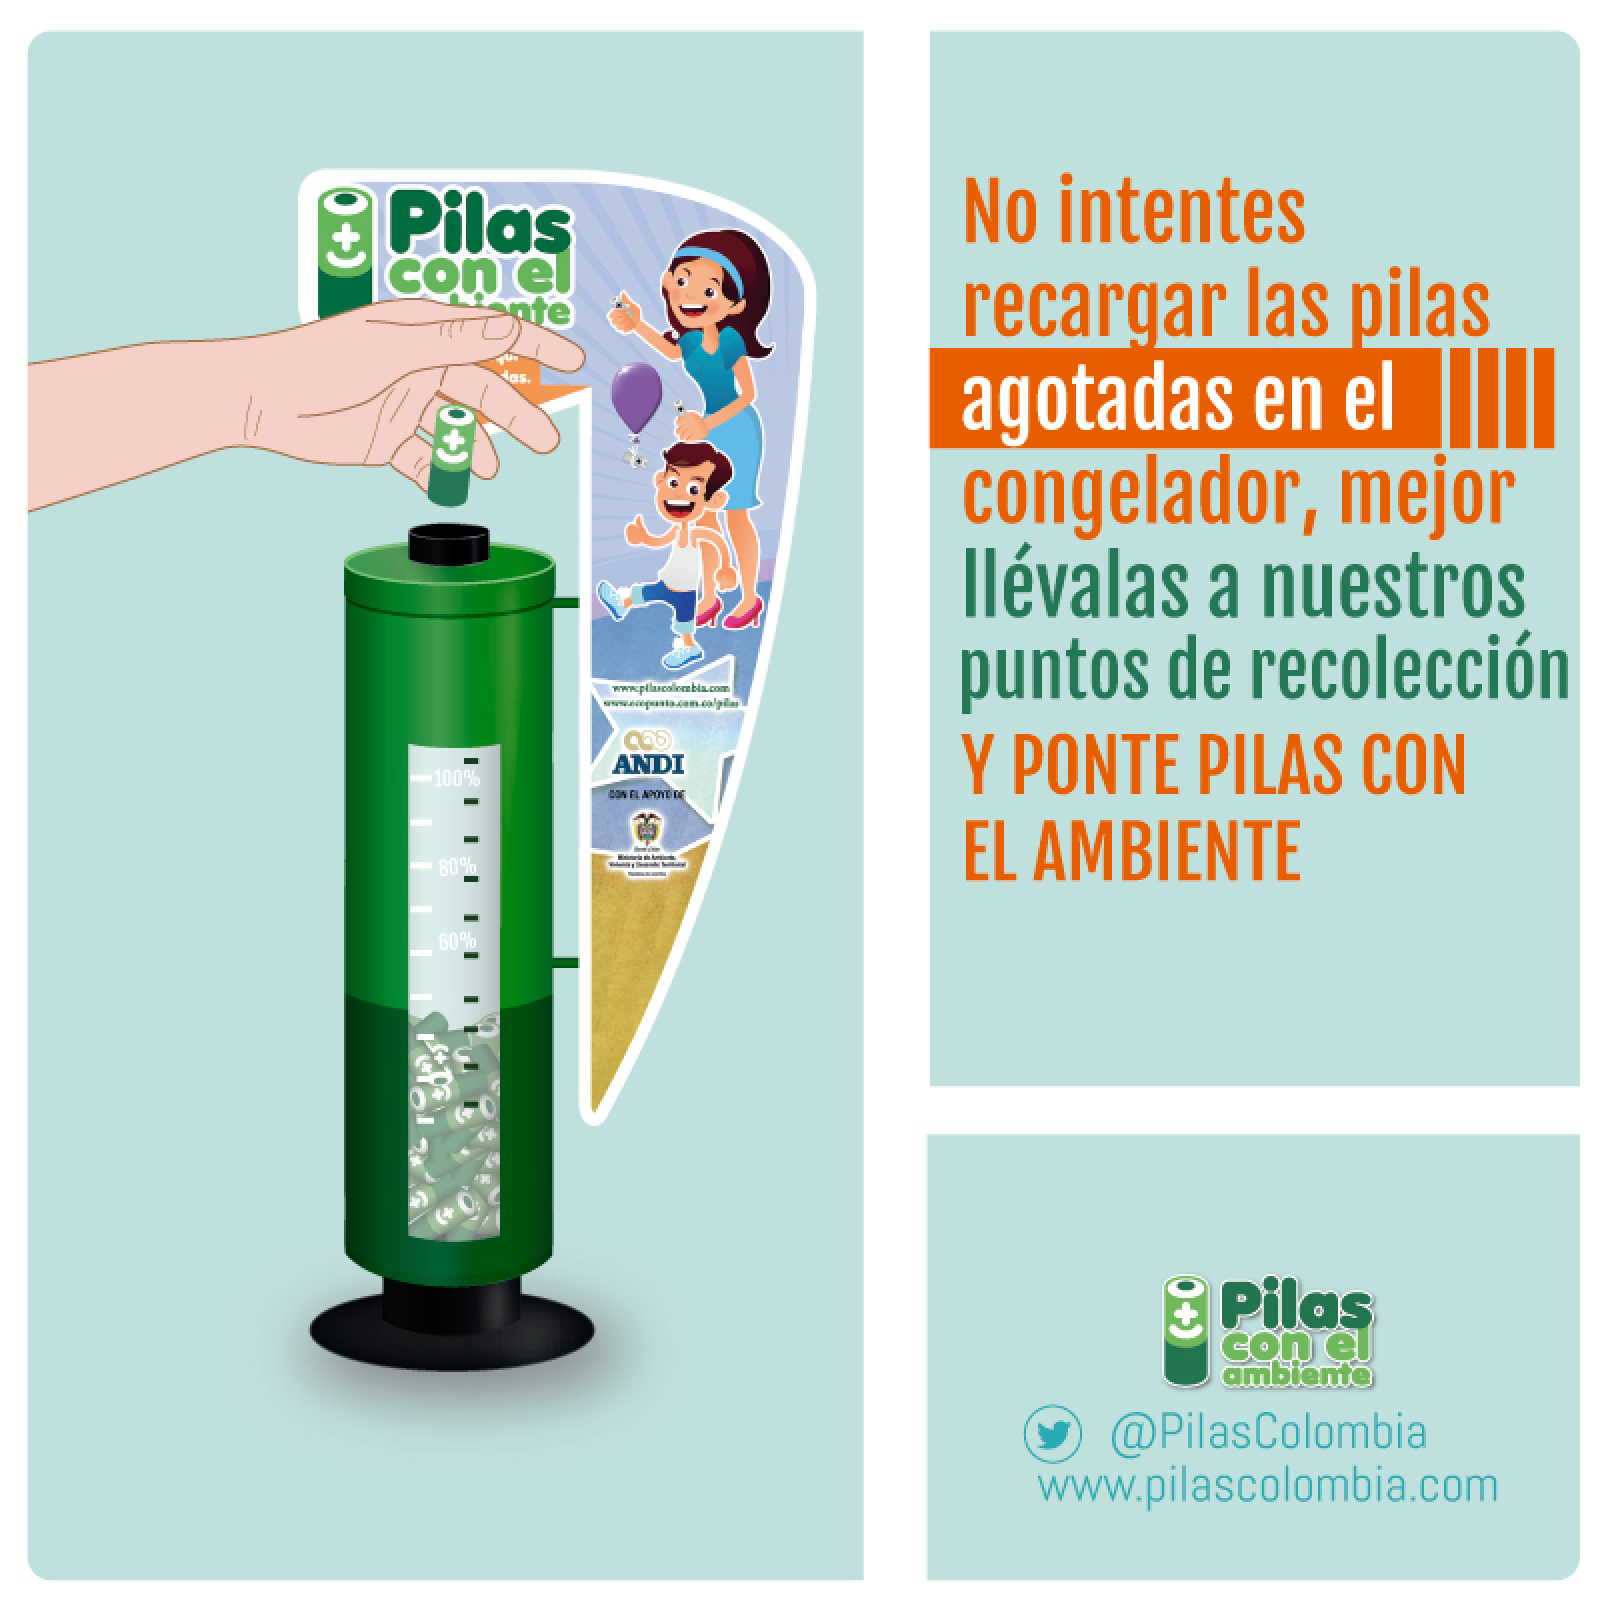 Pilas
con el
www.pilascolombia.com
www.ecopunto.com.co/pilas
ANDI
CON EL APOYO DE
100%
80%
60%
No intentes
recargar las pilas
agotadas en el
congelador, mejor
llévalas a nuestros
puntos de recolección
Y PONTE PILAS CON
EL AMBIENTE
Pilas
con el
ambiente
@PilasColombia
www.pilascolombia.com